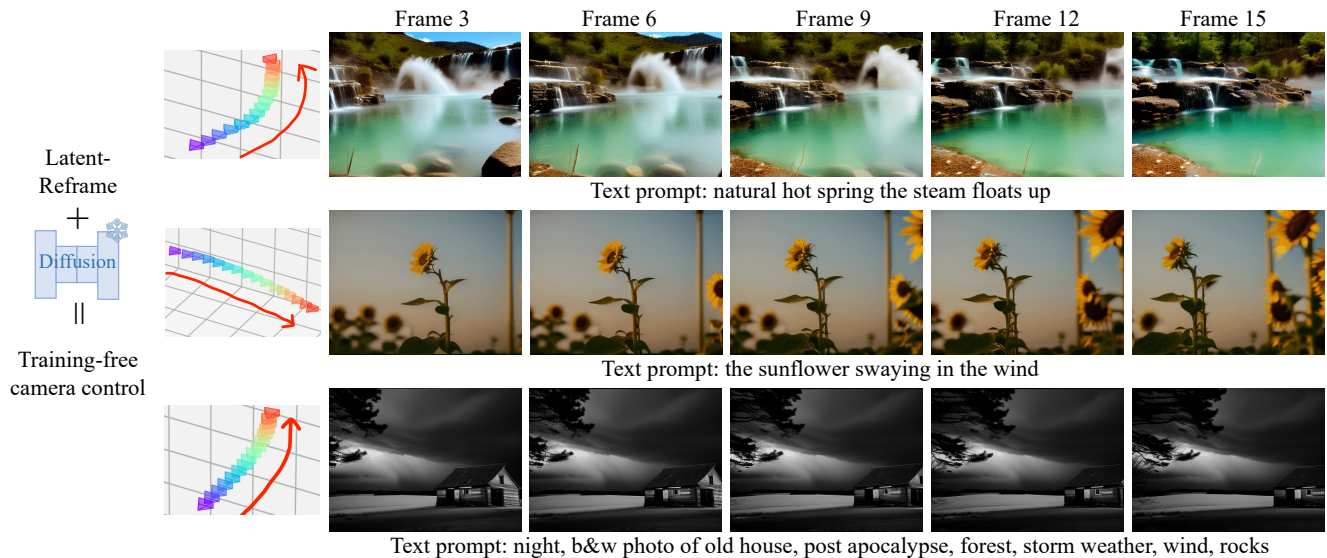 Frame 3
Frame 6
Frame 9
Frame 12
Frame 15
Latent-
Reframe
+
Diffusion
=
Training-free
camera control
Text prompt: natural hot spring the steam floats up
Text prompt: the sunflower swaying in the wind
Text prompt: night, b&w photo of old house, post apocalypse, forest, storm weather, wind, rocks